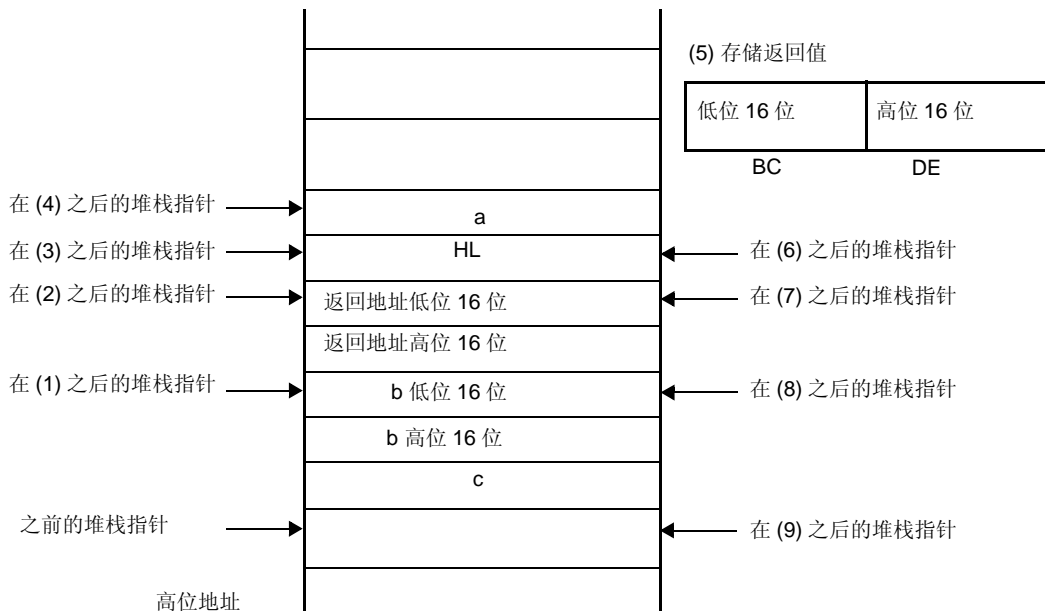 (5) 存储返回值
低位 16 位
高位 16 位
BC
DE
在 (4) 之后的堆栈指针
a
在 (3) 之后的堆栈指针
HL
在 (6) 之后的堆栈指针
在 (2) 之后的堆栈指针
返回地址低位 16 位
在 (7) 之后的堆栈指针
返回地址高位 16 位
在 (1) 之后的堆栈指针
b 低位 16 位
在 (8) 之后的堆栈指针
b 高位 16 位
c
之前的堆栈指针
在 (9) 之后的堆栈指针
高位地址